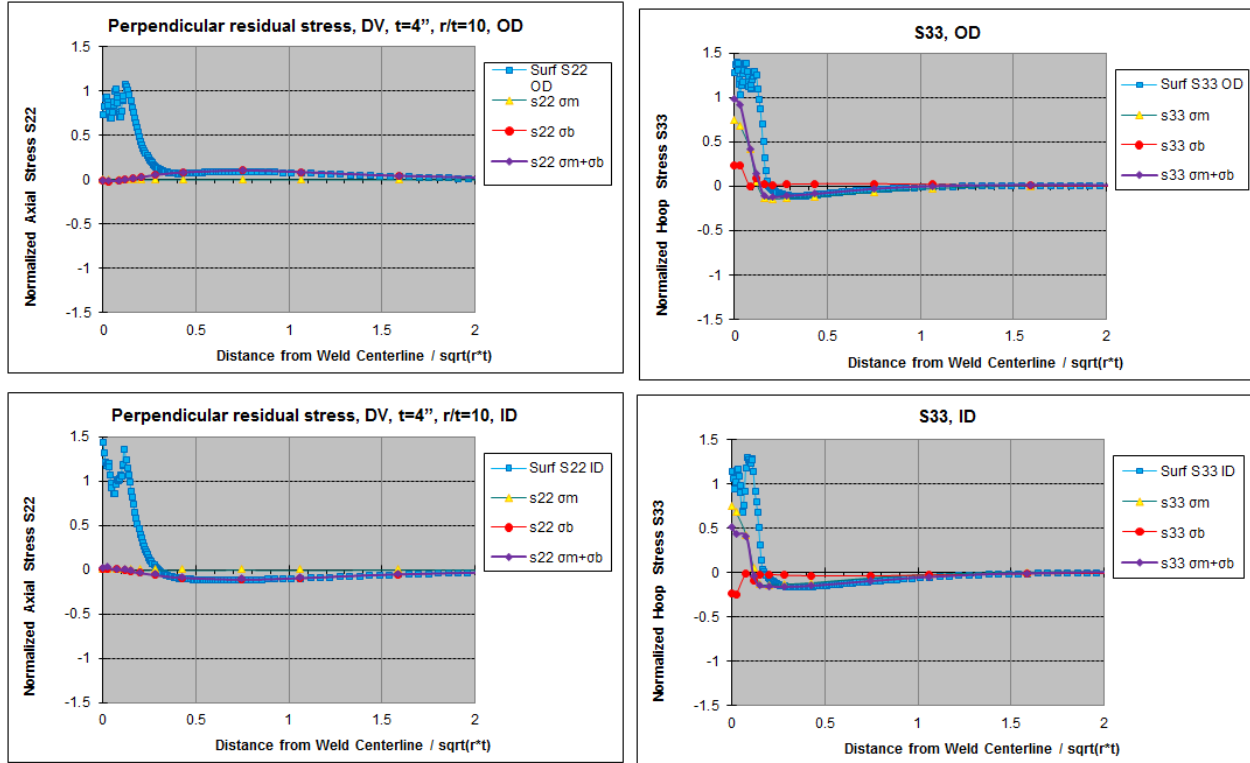 Perpendicular residual stress, DV, t=4”, r/t=10, OD
Normalized Axial Stress S22
1.5
1
0.5
0
-0.5
-1
-1.5
0
0.5
1
1.5
2
Distance from Weld Centerline / sqrt(r*t)
Surf S22
OD
s22 σm
s22 σb
s22 σm+σb
S33, OD
Normalized Hoop Stress S33
1.5
1
0.5
0
-0.5
-1
-1.5
0
0.5
1
1.5
2
Distance from Weld Centerline / sqrt(r*t)
Surf S33 OD
s33 σm
s33 σb
s33 σm+σb
Perpendicular residual stress, DV, t=4”, r/t=10, ID
Normalized Axial Stress S22
1.5
1
0.5
0
-0.5
-1
-1.5
0
0.5
1
1.5
2
Distance from Weld Centerline / sqrt(r*t)
Surf S22 ID
s22 σm
s22 σb
s22 σm+σb
S33, ID
Normalized Hoop Stress S33
1.5
1
0.5
0
-0.5
-1
-1.5
0
0.5
1
1.5
2
Distance from Weld Centerline / sqrt(r*t)
Surf S33 ID
s33 σm
s33 σb
s33 σm+σb